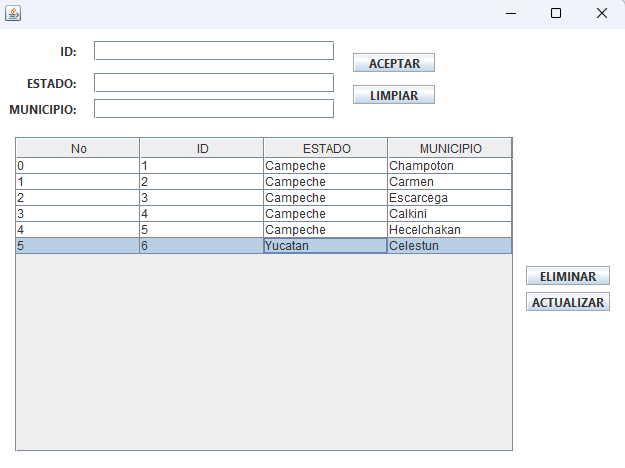 ID:
ACEPTAR
ESTADO:
LIMPIAR
MUNICIPIO:
No ID ESTADO MUNICIPIO
0 1 Campeche Champoton
1 2 Campeche Carmen
2 3 Campeche Escarcega
3 4 Campeche Calkini
4 5 Campeche Hecelchakan
5 6 Yucatan Celestun
ELIMINAR
ACTUALIZAR